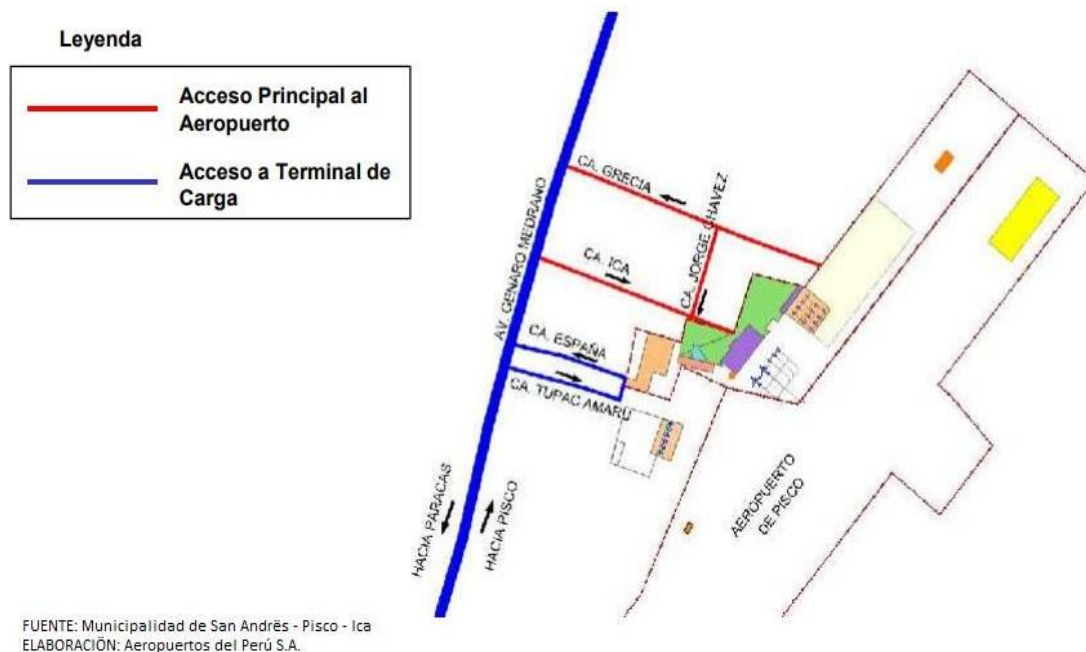 Leyenda
Acceso Principal al
Aeropuerto
Acceso a Terminal de
Carga
CA. GRECIA
CA. JORGE CHAVEZ
AV. GENARO MEDRANO
CA. ICA
CA. ESPAÑA
CA. TUPAC AMARU
HACIA PARACAS
HACIA PISCO
AEROPUERTO
DE PISCO
FUENTE: Municipalidad de San Andrës - Pisco - Ica
ELABORACIÖN: Aeropuertos del Perú S.A.